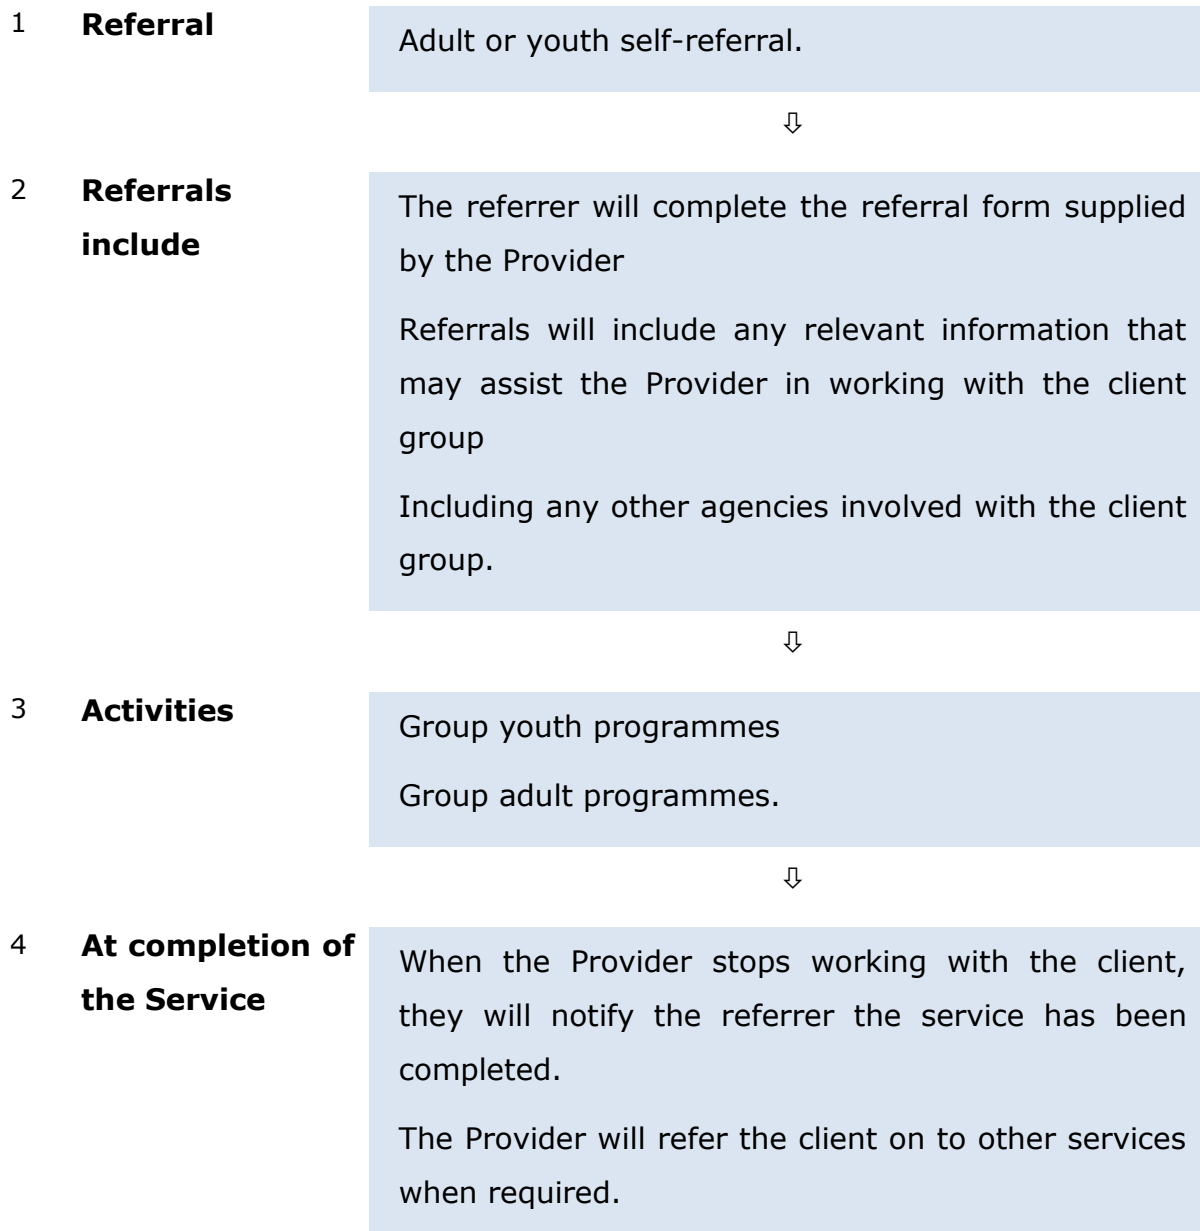 1 Referral Adult or youth self-referral.
⇩
2 Referrals include
The referrer will complete the referral form supplied
by the Provider
Referrals will include any relevant information that
may assist the Provider in working with the client
group
Including any other agencies involved with the client
group.
⇩
3 Activities
Group youth programmes
Group adult programmes.
⇩
4 At completion of
the Service
When the Provider stops working with the client,
they will notify the referrer the service has been
completed.
The Provider will refer the client on to other services
when required.